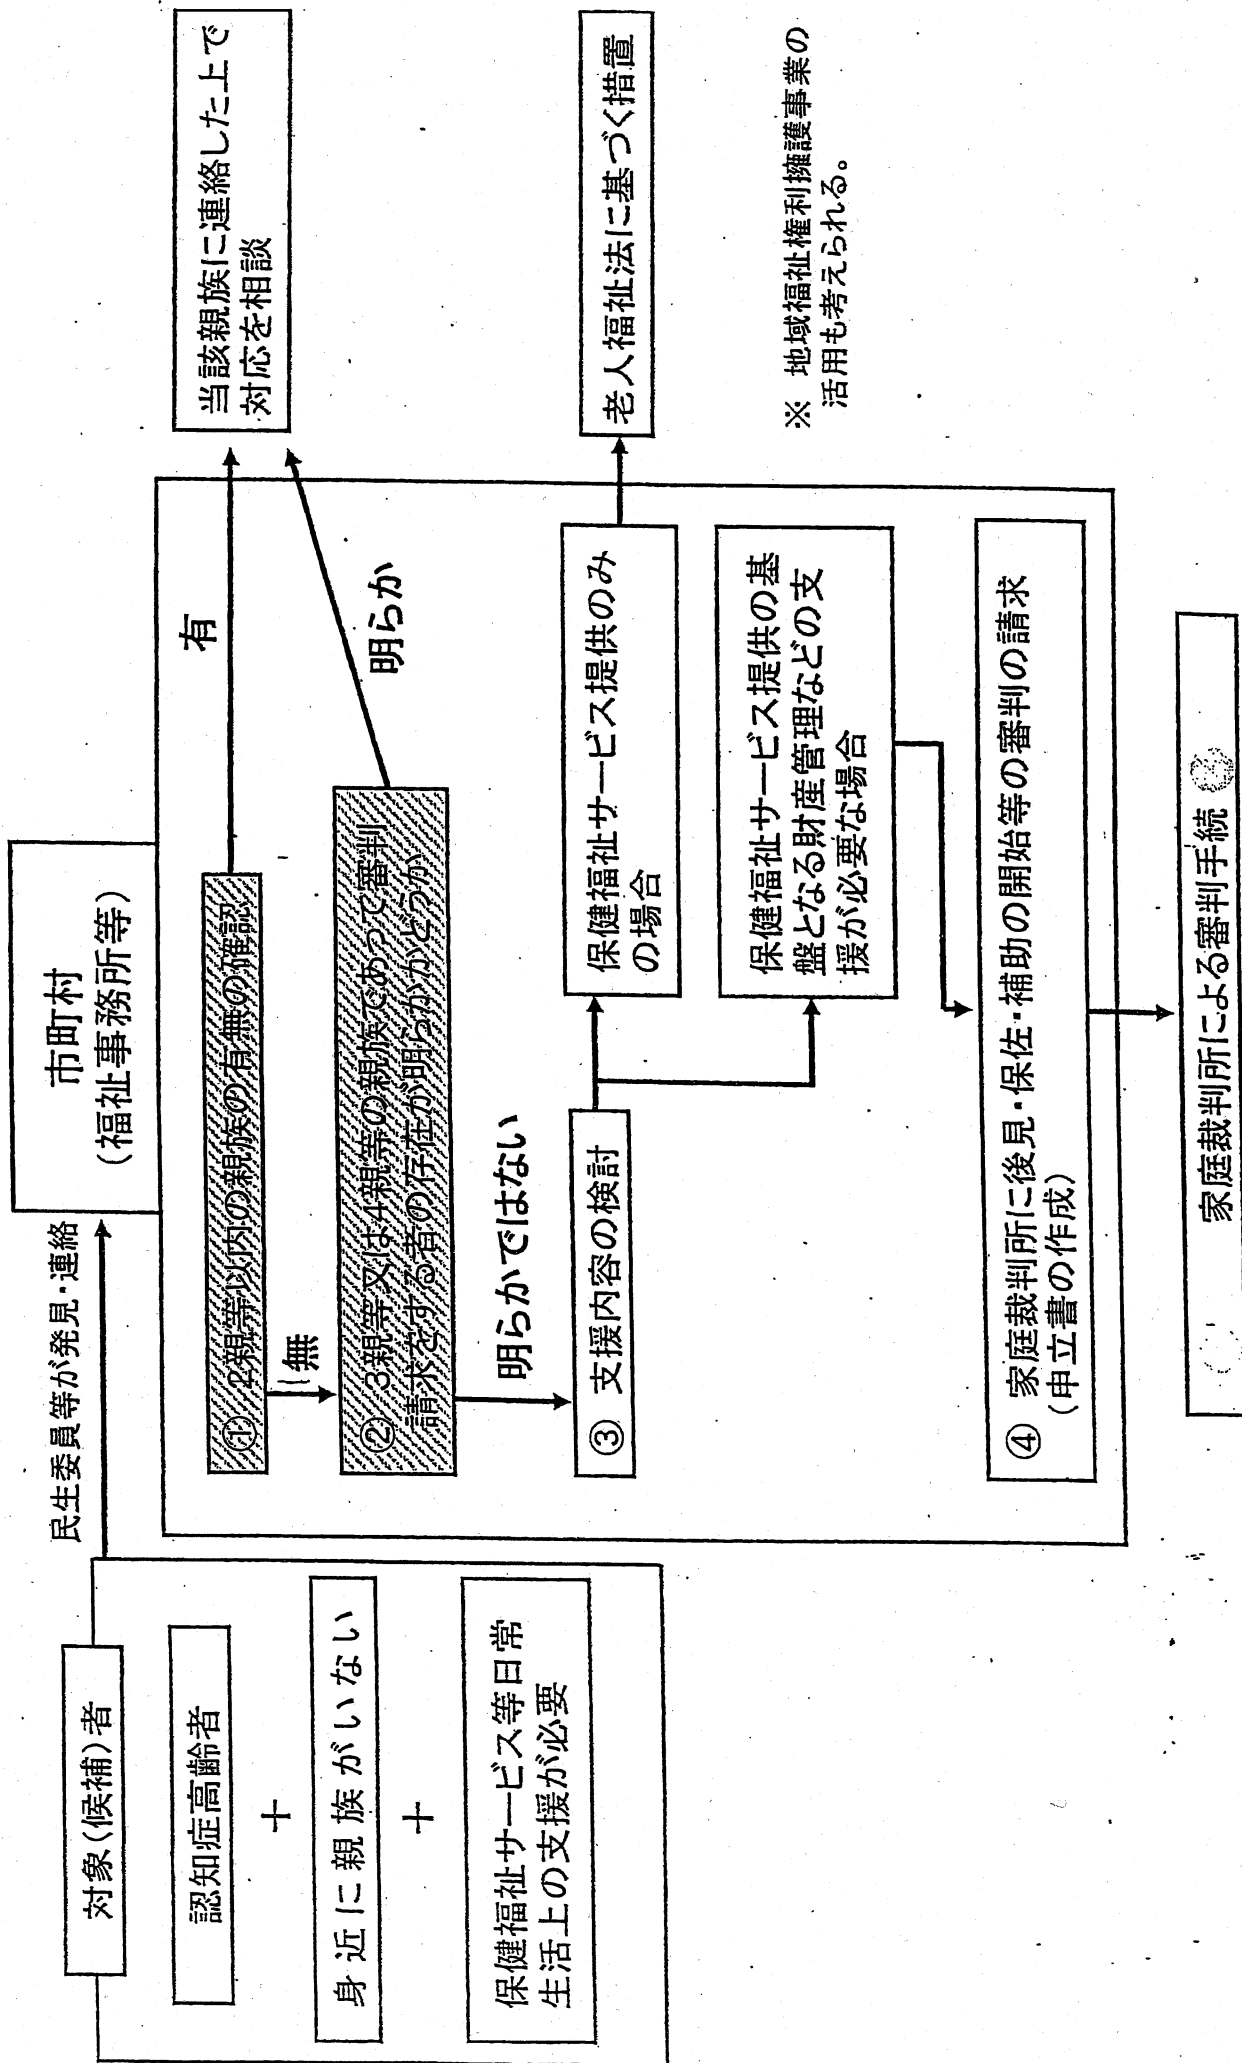 対象(候補)者
認知症高齢者
＋
身近に親族がいない
＋
保健福祉サービス等日常
生活上の支援が必要
民生委員等が発見・連絡
市町村
(福祉事務所等)
① 2親等以内の親族の有無の確認
有
無
② 3親等又は4親等の親族であって審判
請求をする者の存在が明らかかどうか
明らか
当該親族に連絡した上で
対応を相談
明らかではない
③ 支援内容の検討
保健福祉サービス提供のみ
の場合
老人福祉法に基づく措置
保健福祉サービス提供の基
盤となる財産管理などの支
援が必要な場合
※ 地域福祉権利擁護事業の
活用も考えられる。
④ 家庭裁判所に後見・保佐・補助の開始等の審判の請求
(申立書の作成)
家庭裁判所による審判手続